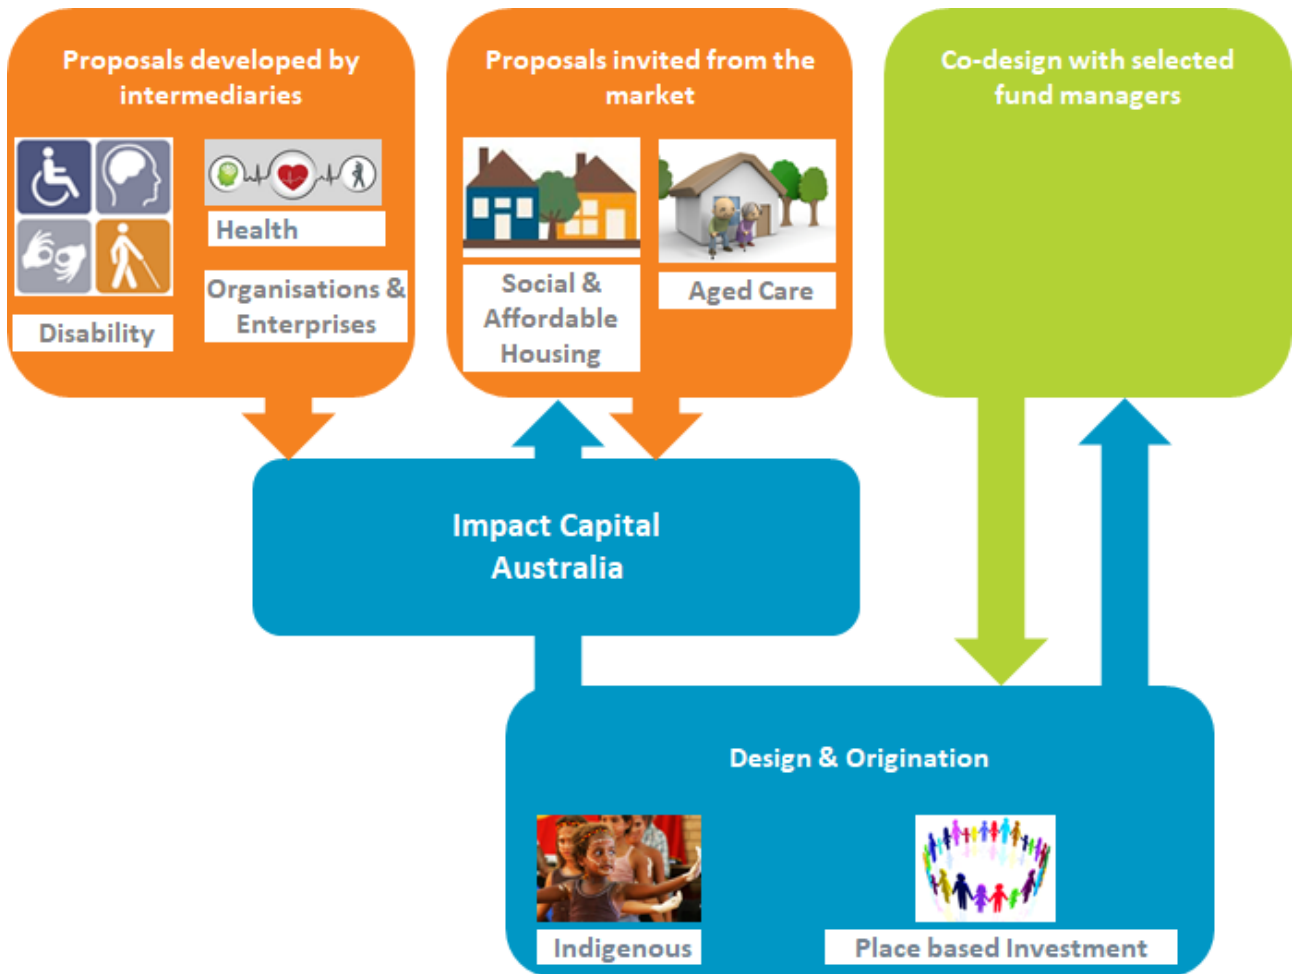 Proposals developed by
intermediaries
Health
Organisations &
Enterprises
Disability
Proposals invited from the
market
Social &
Affordable
Housing
Aged Care
Co-design with selected
fund managers
Impact Capital
Australia
Design & Origination
Indigenous
Place based Investment